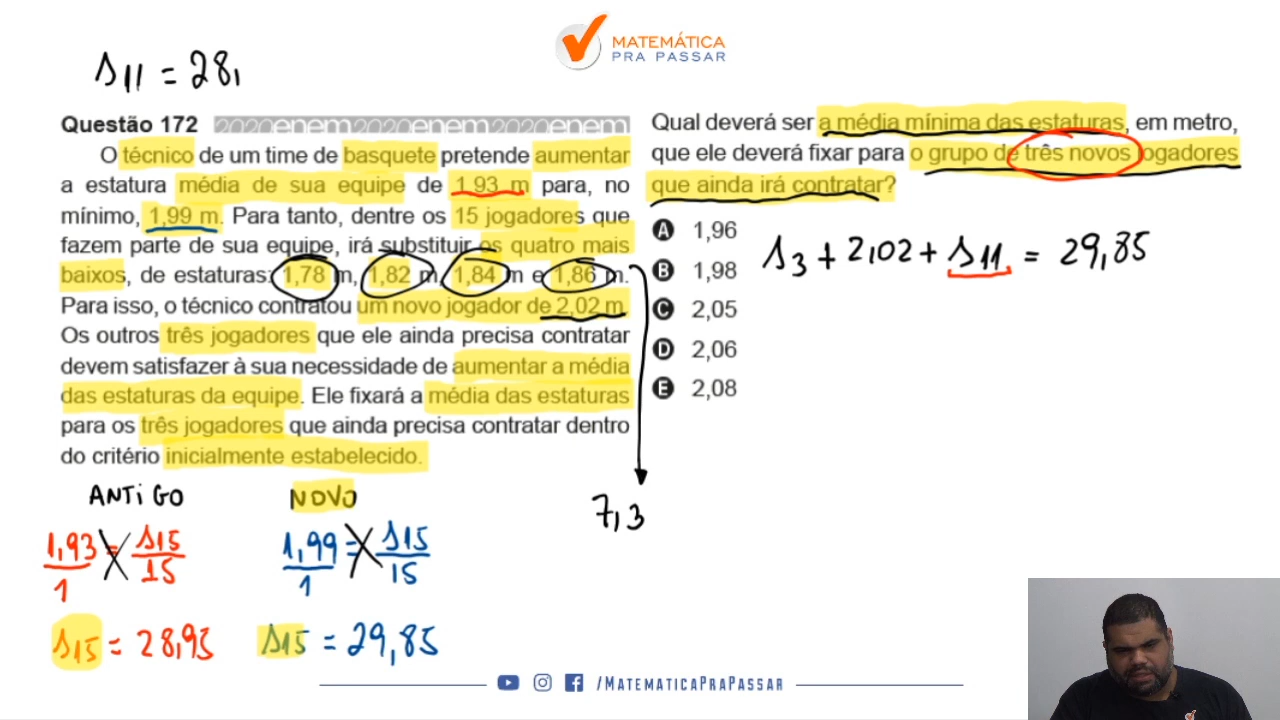 MATEMÁTICA
PRA PASSAR
S11 = 28,
Questão 172 2020enem2020enem2020enem
O técnico de um time de basquete pretende aumentar
a estatura média de sua equipe de 1,93 m para, no
mínimo, 1,99 m. Para tanto, dentre os 15 jogadores que
fazem parte de sua equipe, irá substituir os quatro mais
baixos, de estaturas: 1,78 m, 1,82 m, 1,84 m e 1,86 m.
Para isso, o técnico contratou um novo jogador de 2,02 m.
Os outros três jogadores que ele ainda precisa contratar
devem satisfazer à sua necessidade de aumentar a média
das estaturas da equipe. Ele fixará a média das estaturas
para os três jogadores que ainda precisa contratar dentro
do critério inicialmente estabelecido.
Qual deverá ser a média mínima das estaturas, em metro,
que ele deverá fixar para o grupo de três novos jogadores
que ainda irá contratar?
A 1,96
B 1,98
C 2,05
D 2,06
E 2,08
S3 + 2,02 + S11 = 29,85
7,3
ANTIGO
1,93/1 = S15/15
S15 = 28,95
NOVO
1,99/1 = S15/15
S15 = 29,85
/MATEMATICAPRAPASSAR